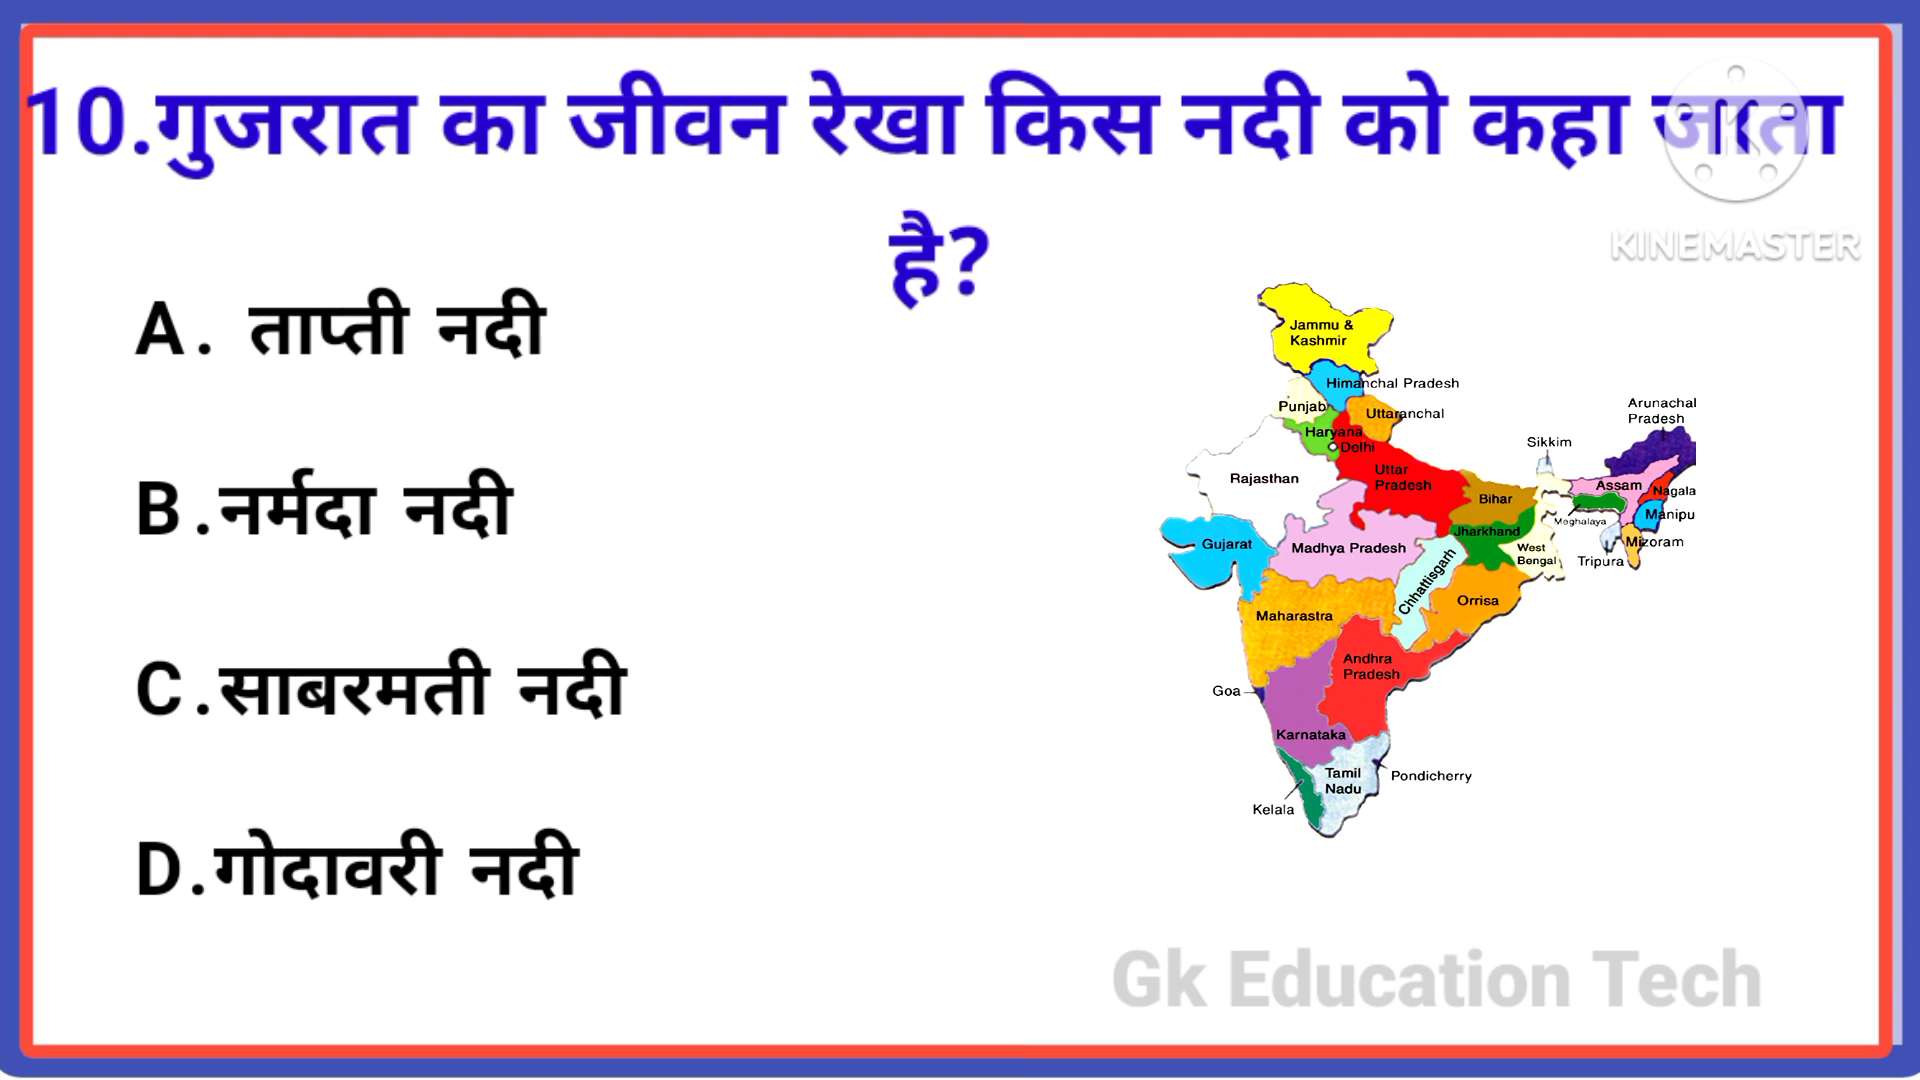 10.गुजरात का जीवन रेखा किस नदी को कहा जाता
है?
KINEMASTER
A. ताप्ती नदी
B.नर्मदा नदी
C.साबरमती नदी
D.गोदावरी नदी
Jammu &
Kashmir
Himanchal Pradesh
Punjab
Uttaranchal
Haryana
Delhi
Arunachal
Pradesh
Sikkim
Rajasthan
Uttar
Pradesh
Bihar
Assam
Nagala
Meghalaya
Manipu
Gujarat
Madhya Pradesh
Jharkhand
West
Bengal
Tripura
Mizoram
Chhattisgarh
Maharastra
Orrisa
Andhra
Pradesh
Goa
Karnataka
Tamil
Nadu
Pondicherry
Kelala
Gk Education Tech